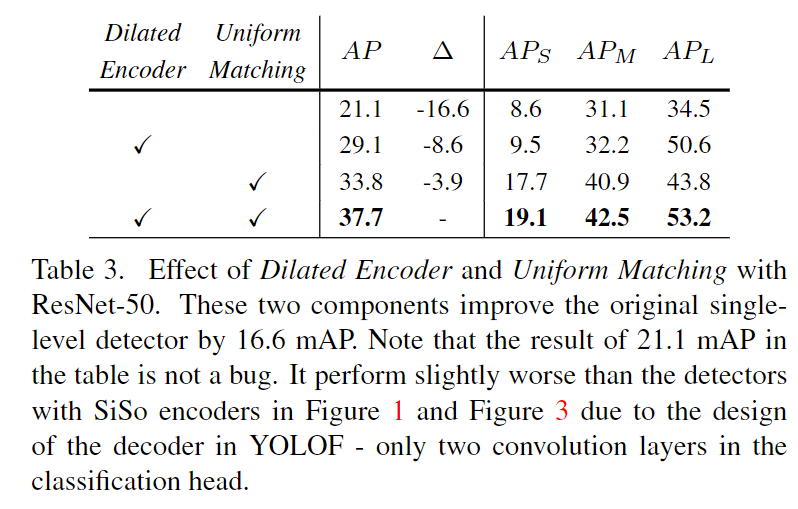 Dilated Encoder Uniform Matching AP Δ APS APM APL
21.1 -16.6 8.6 31.1 34.5
✓ 29.1 -8.6 9.5 32.2 50.6
✓ 33.8 -3.9 17.7 40.9 43.8
✓ ✓ 37.7 - 19.1 42.5 53.2
Table 3. Effect of Dilated Encoder and Uniform Matching with
ResNet-50. These two components improve the original single-
level detector by 16.6 mAP. Note that the result of 21.1 mAP in
the table is not a bug. It perform slightly worse than the detectors
with SiSo encoders in Figure 1 and Figure 3 due to the design
of the decoder in YOLOF - only two convolution layers in the
classification head.